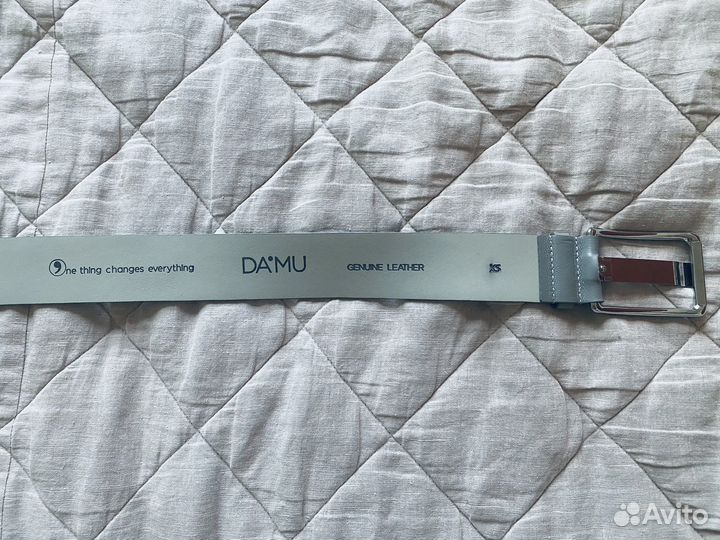 One thing changes everything
DA•MU
GENUINE LEATHER
XS
Avito